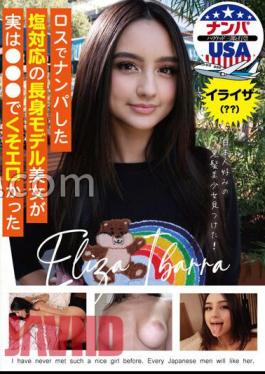 ナンパ
USA
イライザ
(??)
ロスでナンパした
塩対応の長身モデル美女が
実は●●●でくそエロかった
Eliza Ibarra
I have never met such a nice girl before. Every Japanese men will like her.